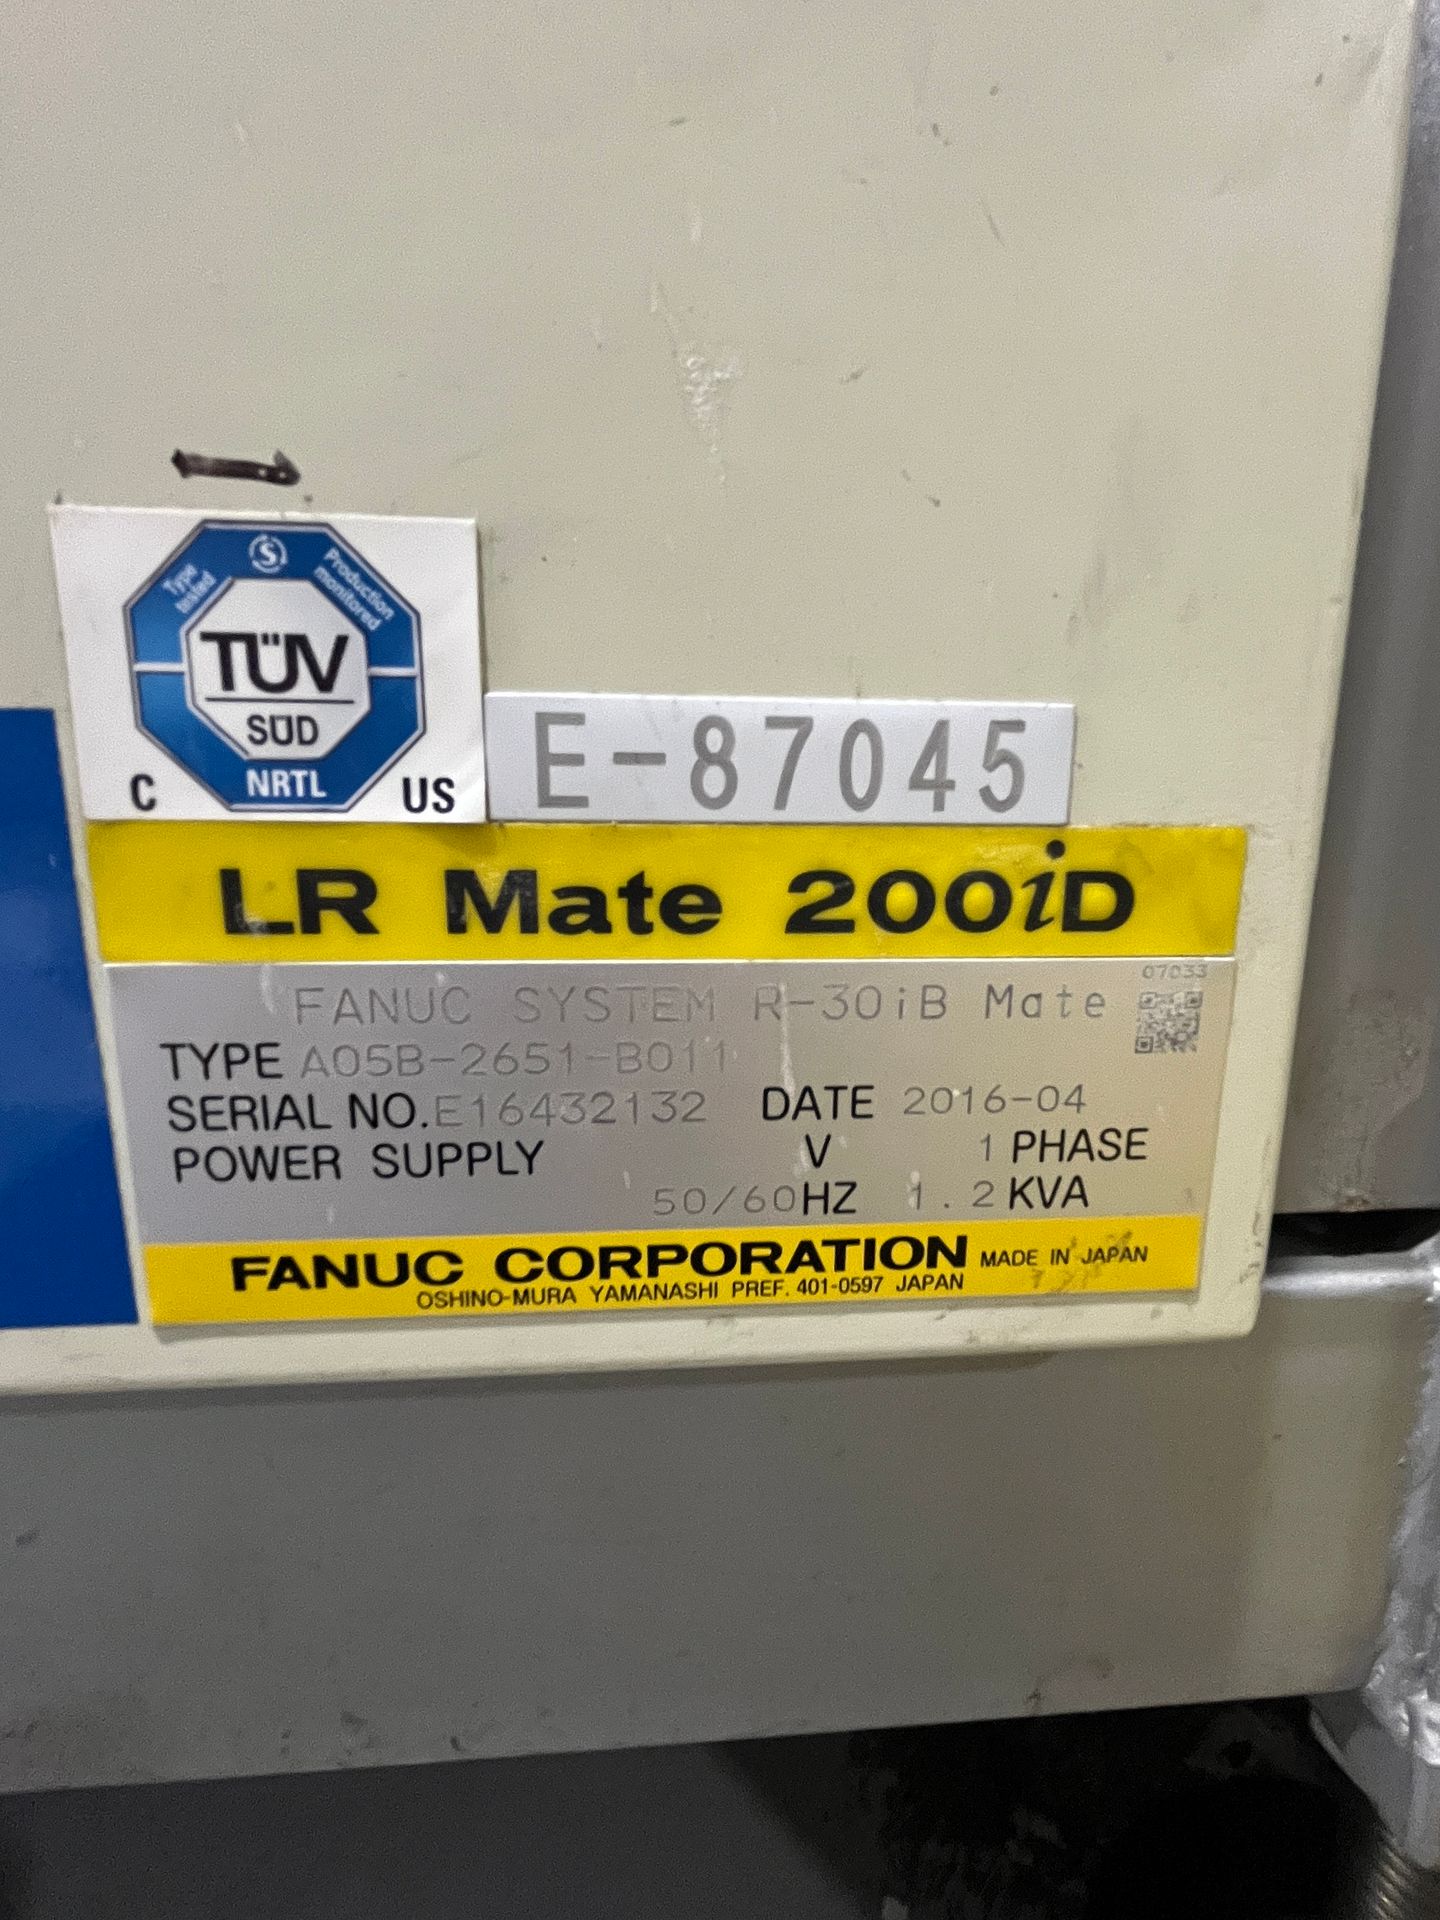 Type tested
S
Production monitored
TÜV
SÜD
NRTL
C US
E-87045
LR Mate 200iD
07033
FANUC SYSTEM R-30iB Mate
TYPE A05B-2651-B011
SERIAL NO.E16432132 DATE 2016-04
POWER SUPPLY V 1 PHASE
50/60HZ 1.2 KVA
FANUC CORPORATION MADE IN JAPAN
OSHINO-MURA YAMANASHI PREF. 401-0597 JAPAN